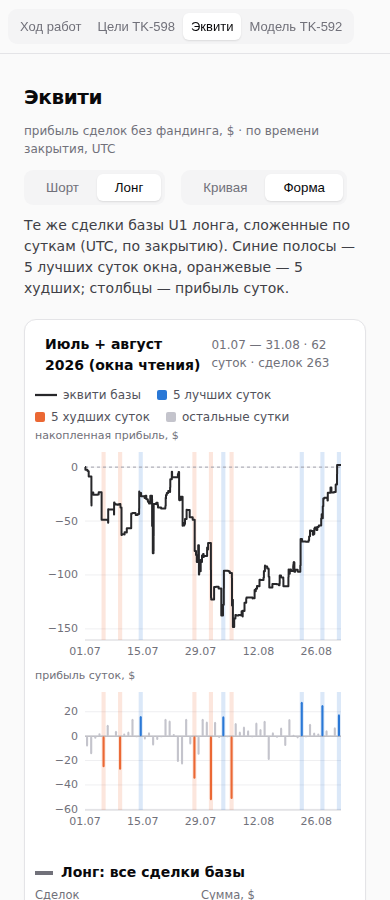 Ход работ Цели TK-598 Эквити Модель TK-592
Эквити
прибыль сделок без фандинга, $ · по времени
закрытия, UTC
Шорт Лонг Кривая Форма
Те же сделки базы U1 лонга, сложенные по
суткам (UTC, по закрытию). Синие полосы —
5 лучших суток окна, оранжевые — 5
худших; столбцы — прибыль суток.
Июль + август 01.07 — 31.08 · 62
2026 (окна чтения) суток · сделок 263
эквити базы 5 лучших суток
5 худших суток остальные сутки
накопленная прибыль, $
0
−50
−100
−150
01.07 15.07 29.07 12.08 26.08
прибыль суток, $
20
0
−20
−40
−60
01.07 15.07 29.07 12.08 26.08
Лонг: все сделки базы
Сделок Сумма, $